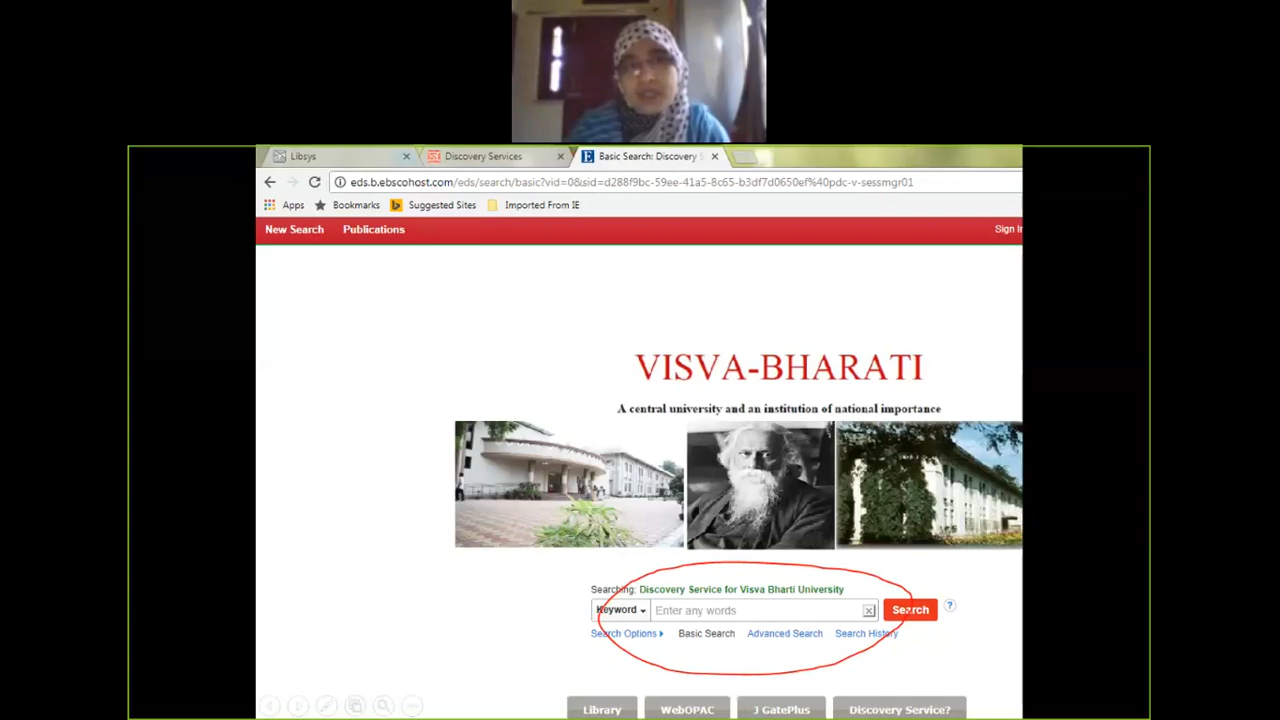 Libsys
Discovery Services
Basic Search: Discovery S
eds.b.ebscohost.com/eds/search/basic?vid=0&sid=d288f9bc-59ee-41a5-8c65-b3df7d0650ef%40pdc-v-sessmgr01
Apps Bookmarks Suggested Sites Imported From IE
New Search Publications Sign In
VISVA-BHARATI
A central university and an institution of national importance
Searching: Discovery Service for Visva Bharti University
Keyword Enter any words Search ?
Search Options Basic Search Advanced Search Search History
Library WebOPAC J GatePlus Discovery Service?